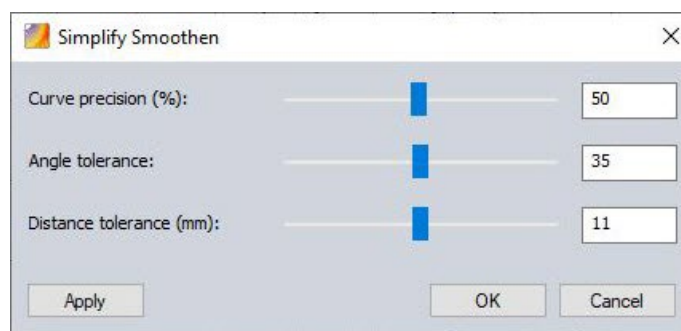 Simplify Smoothen
Curve precision (%): 50
Angle tolerance: 35
Distance tolerance (mm): 11
Apply OK Cancel